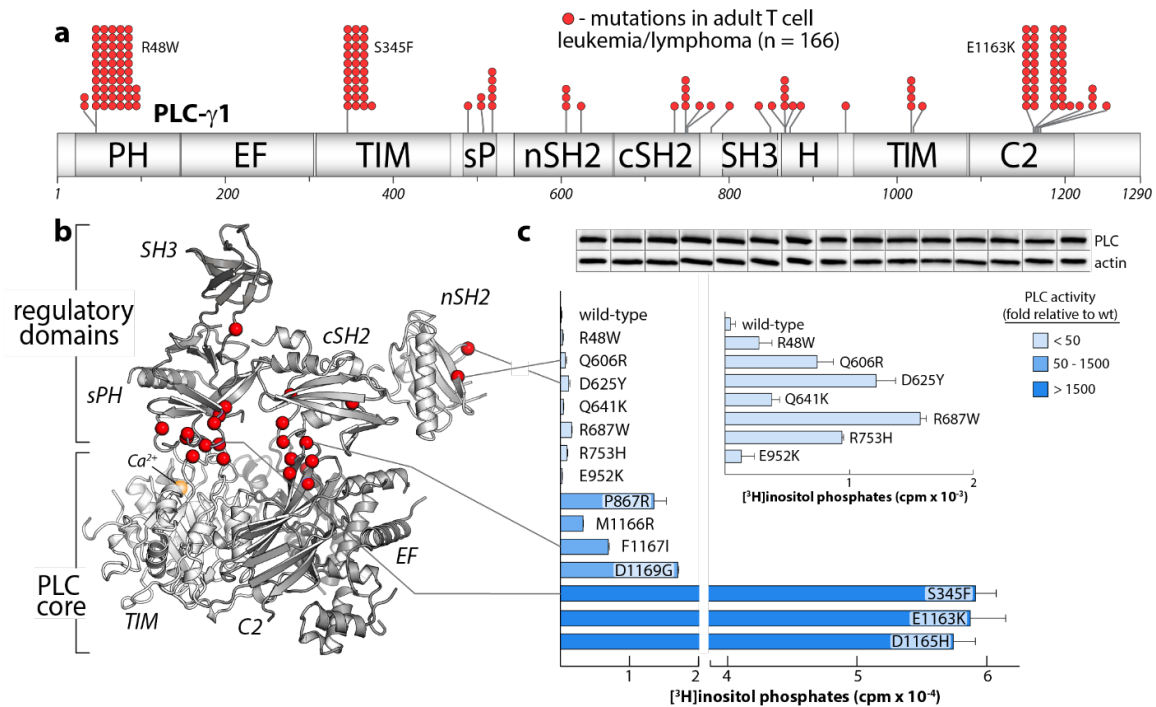 a
R48W
S345F
- mutations in adult T cell
leukemia/lymphoma (n = 166)
E1163K
PLC-γ1
PH EF TIM sP nSH2 cSH2 SH3 H TIM C2
1 200 400 600 800 1000 1200 1290
b
regulatory
domains
PLC
core
SH3
nSH2
cSH2
sPH
Ca²⁺
EF
TIM
C2
c
PLC
actin
wild-type
R48W
Q606R
D625Y
Q641K
R687W
R753H
E952K
P867R
M1166R
F1167I
D1169G
S345F
E1163K
D1165H
1 2 4 5 6
[³H]inositol phosphates (cpm x 10⁻⁴)
wild-type
R48W
Q606R
D625Y
Q641K
R687W
R753H
E952K
1 2
[³H]inositol phosphates (cpm x 10⁻³)
PLC activity
(fold relative to wt)
< 50
50 - 1500
> 1500